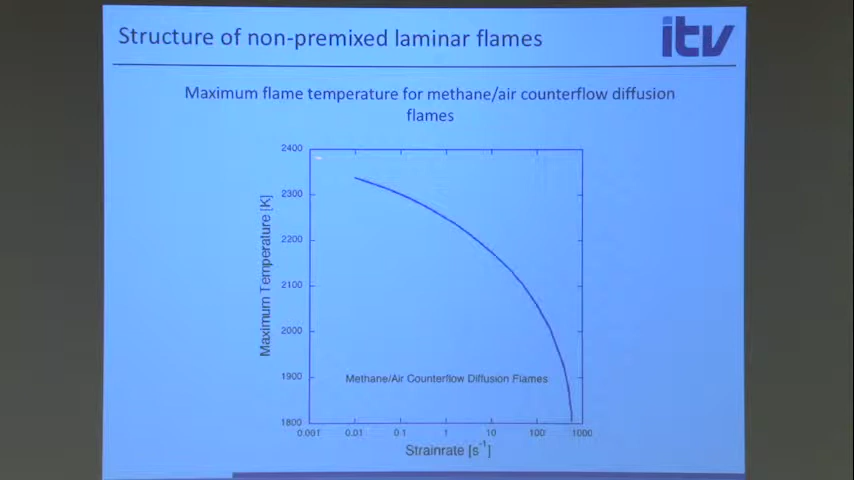 Structure of non-premixed laminar flames
itv
Maximum flame temperature for methane/air counterflow diffusion
flames
2400
2300
2200
2100
2000
1900
1800
Maximum Temperature [K]
Methane/Air Counterflow Diffusion Flames
0.001 0.01 0.1 1 10 100 1000
Strainrate [s⁻¹]